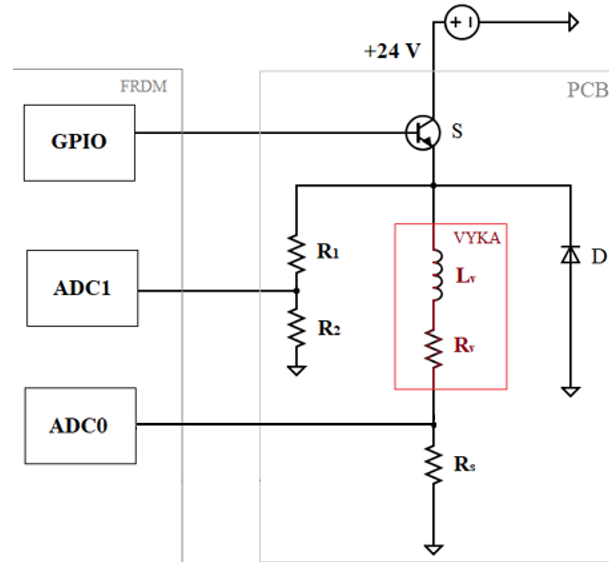 +24 V
FRDM
PCB
GPIO
S
VYKA
R1
D
ADC1
Lv
R2
Rv
ADC0
Rs